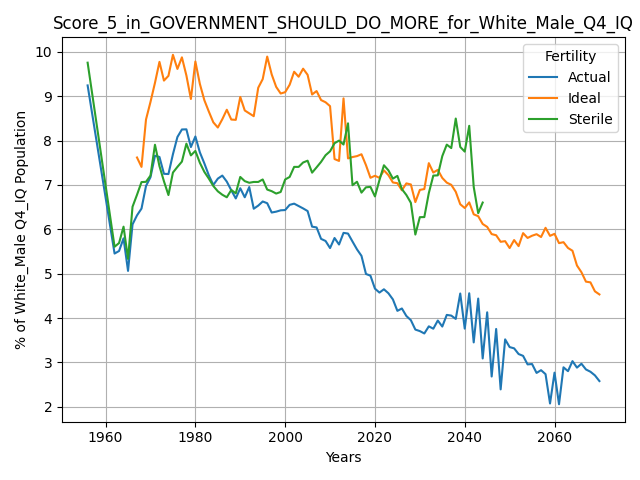 Score_5_in_GOVERNMENT_SHOULD_DO_MORE_for_White_Male_Q4_IQ
% of White_Male Q4_IQ Population
10
9
8
7
6
5
4
3
2
Fertility
Actual
Ideal
Sterile
1960
1980
2000
2020
2040
2060
Years